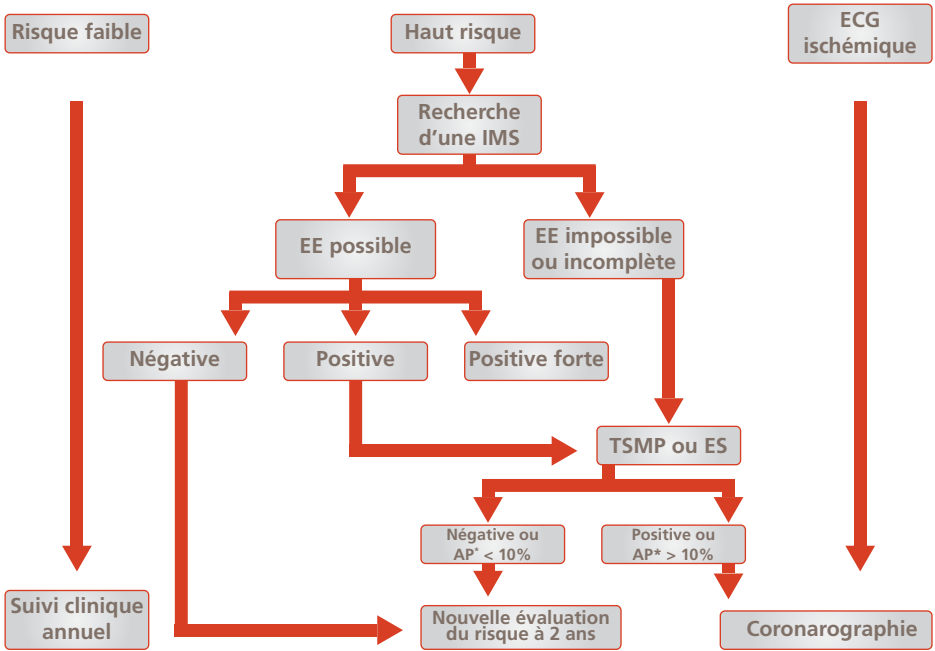 Risque faible
Haut risque
ECG
ischémique
Recherche
d'une IMS
EE possible
EE impossible
ou incomplète
Négative
Positive
Positive forte
TSMP ou ES
Négative ou
AP* < 10%
Positive ou
AP* > 10%
Suivi clinique
annuel
Nouvelle évaluation
du risque à 2 ans
Coronarographie